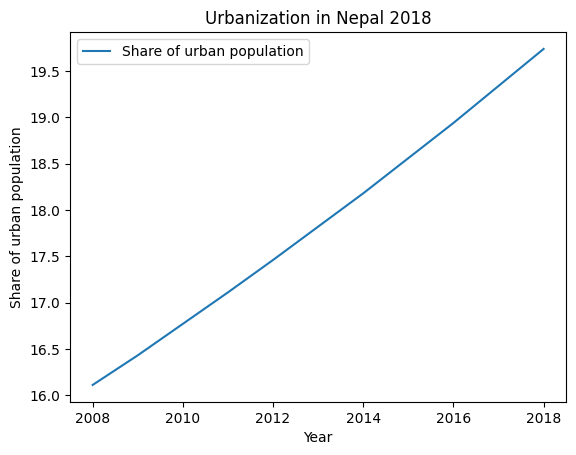 Urbanization in Nepal 2018
Share of urban population
Share of urban population
19.5
19.0
18.5
18.0
17.5
17.0
16.5
16.0
2008 2010 2012 2014 2016 2018
Year